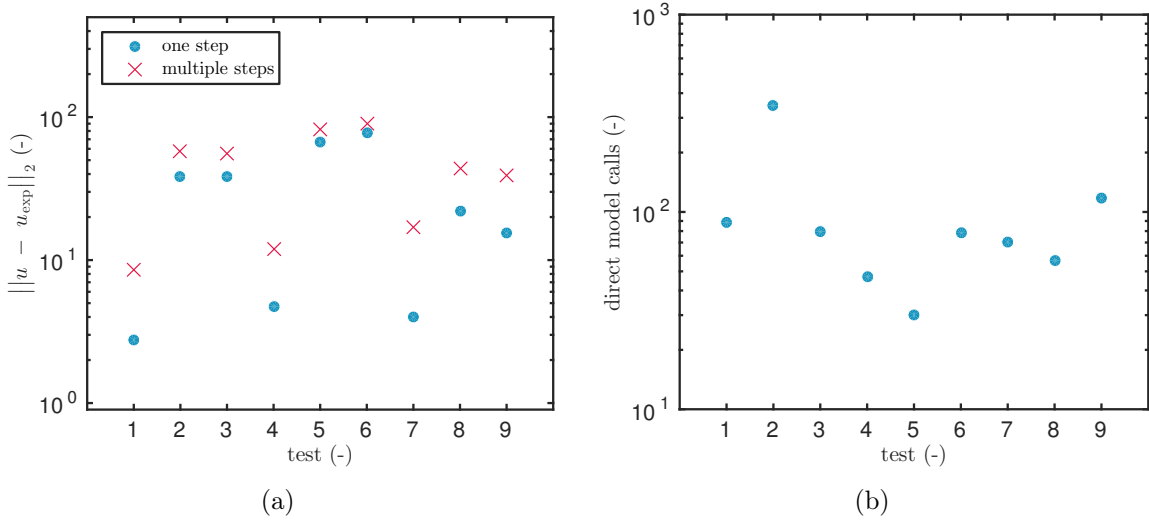 one step
multiple steps
||u − u_exp||_2 (-)
10^2
10^1
10^0
1 2 3 4 5 6 7 8 9
test (-)
(a)
direct model calls (-)
10^3
10^2
10^1
1 2 3 4 5 6 7 8 9
test (-)
(b)